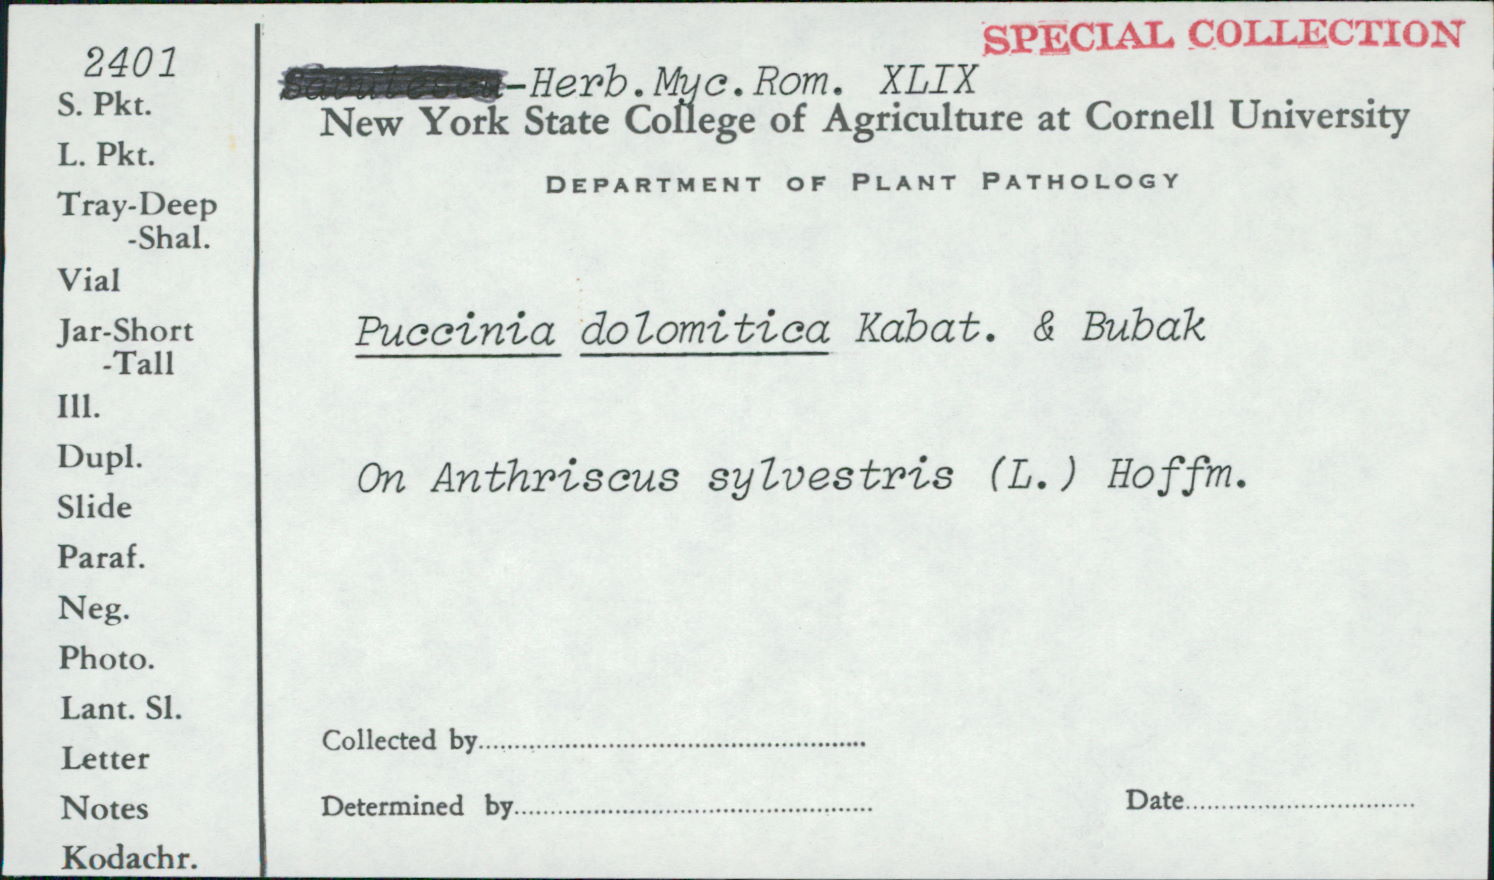 SPECIAL COLLECTION
2401
-Herb.Myc.Rom. XLIX
New York State College of Agriculture at Cornell University
DEPARTMENT OF PLANT PATHOLOGY
S. Pkt.
L. Pkt.
Tray-Deep
-Shal.
Vial
Jar-Short
-Tall
Ill.
Dupl.
Slide
Paraf.
Neg.
Photo.
Lant. Sl.
Letter
Notes
Kodachr.
Puccinia dolomitica Kabat. & Bubak
On Anthriscus sylvestris (L.) Hoffm.
Collected by
Determined by
Date